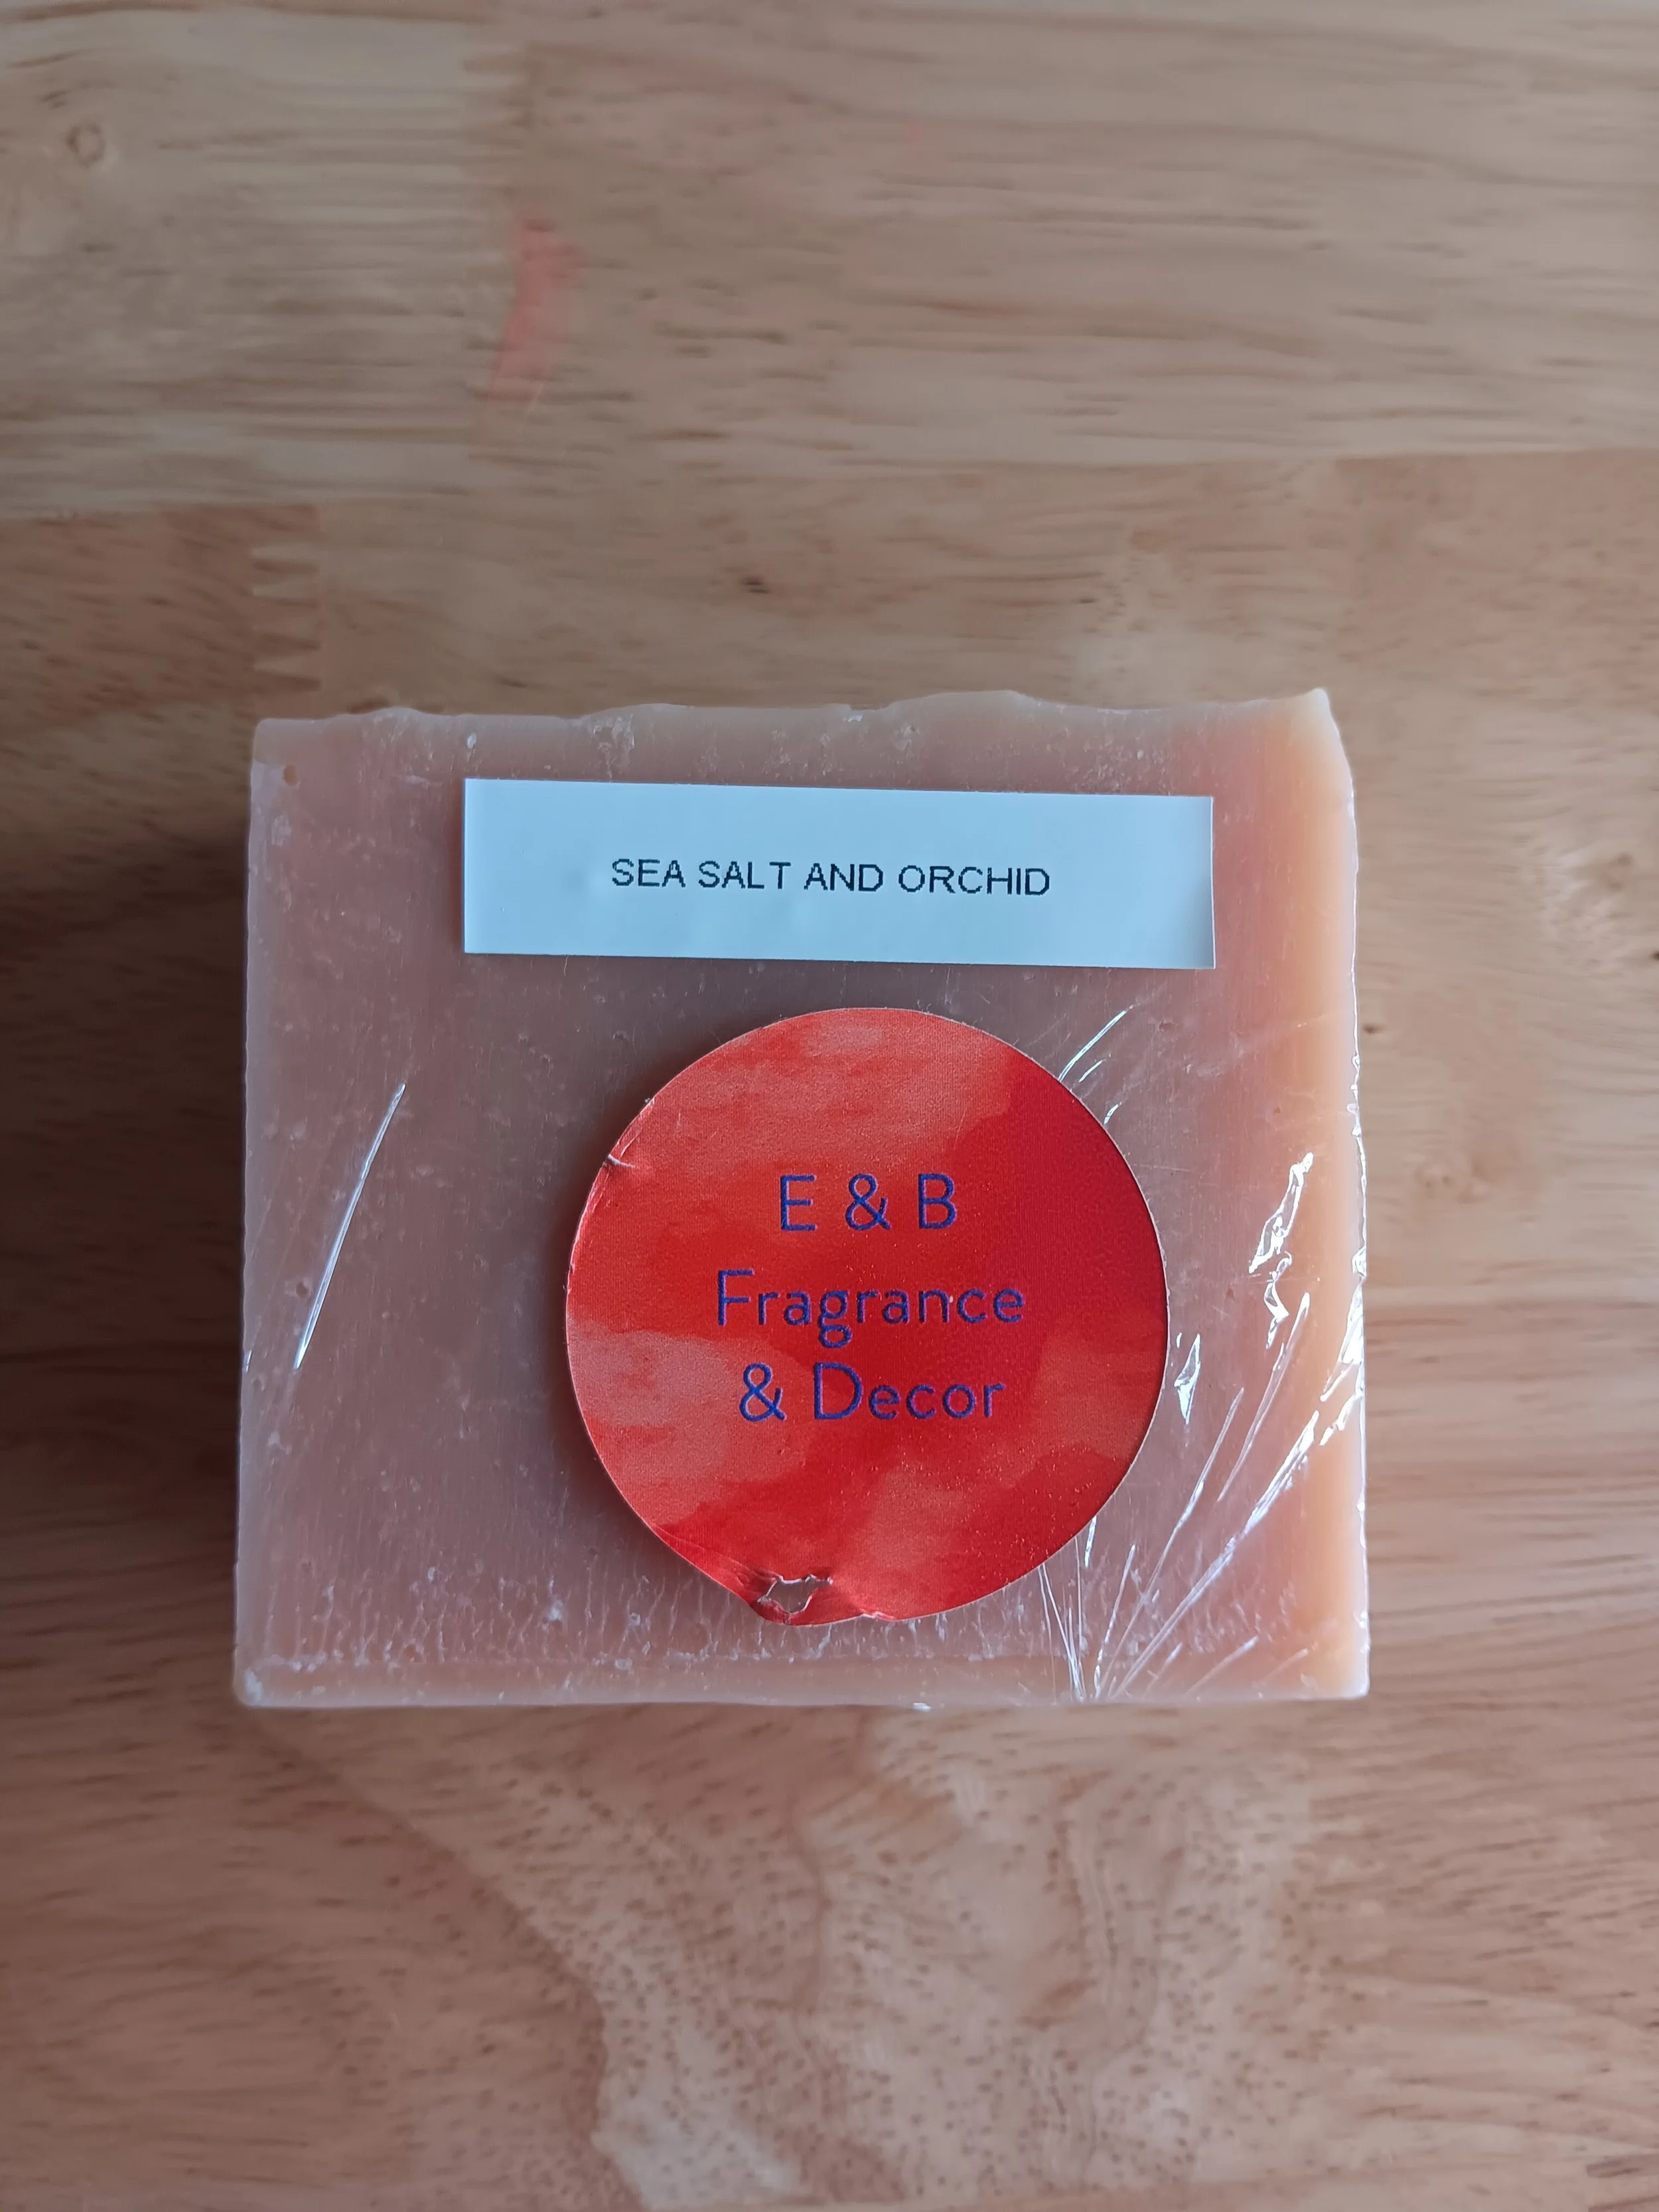 SEA SALT AND ORCHID
E & B
Fragrance
& Decor